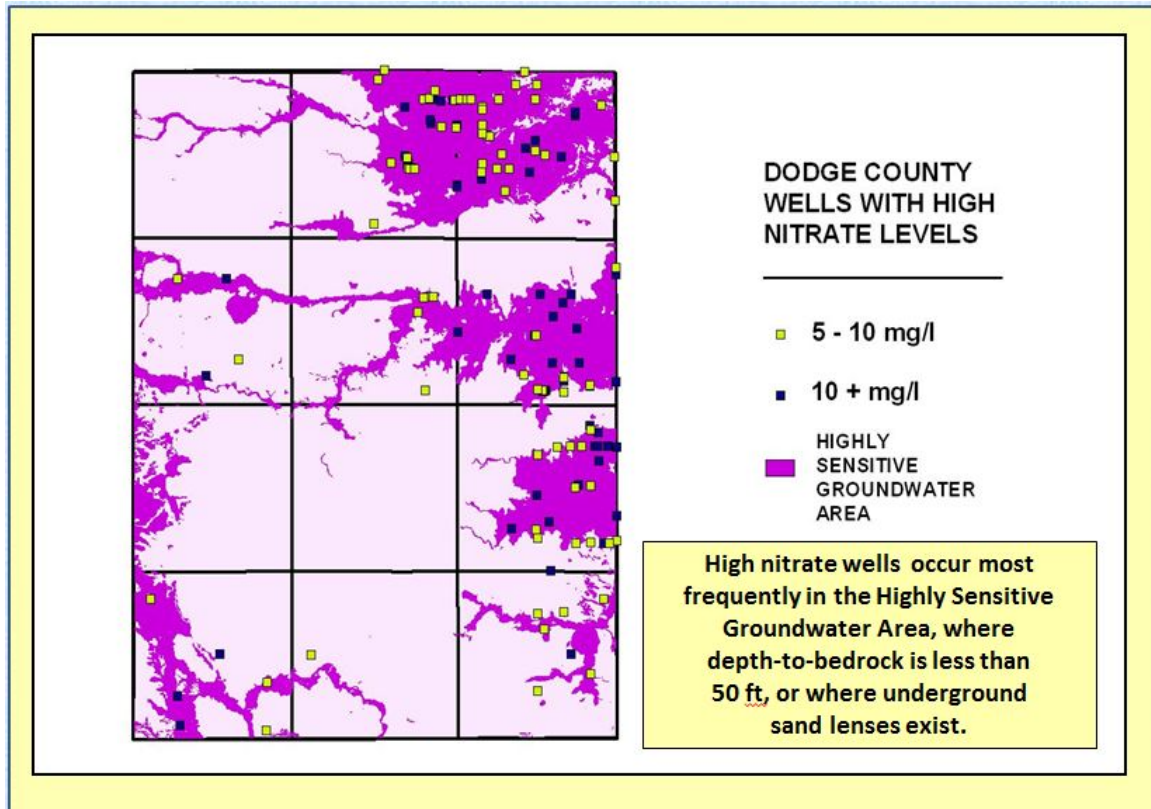 DODGE COUNTY
WELLS WITH HIGH
NITRATE LEVELS
5 - 10 mg/l
10 + mg/l
HIGHLY
SENSITIVE
GROUNDWATER
AREA
High nitrate wells occur most
frequently in the Highly Sensitive
Groundwater Area, where
depth-to-bedrock is less than
50 ft, or where underground
sand lenses exist.